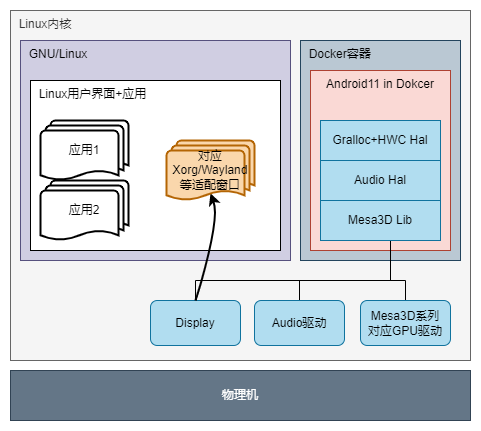 Linux内核
GNU/Linux
Linux用户界面+应用
应用1
应用2
对应
Xorg/Wayland
等适配窗口
Docker容器
Android11 in Dokcer
Gralloc+HWC Hal
Audio Hal
Mesa3D Lib
Display
Audio驱动
Mesa3D系列
对应GPU驱动
物理机